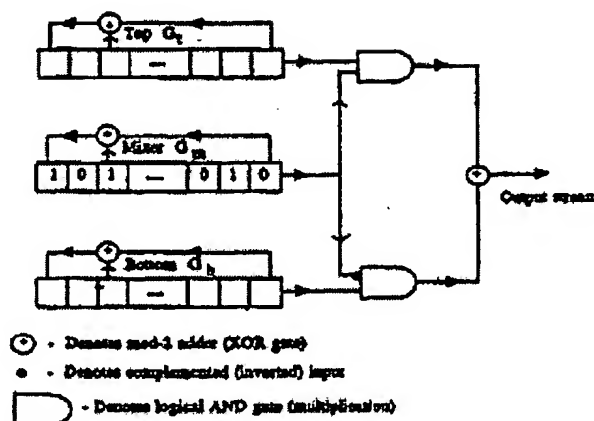 Top G t
Mixer G m
1 0 1 — 0 1 0
Output stream
Bottom G b
+ - Denotes mod-2 adder (XOR gate)
• - Denotes complemented (inverted) input
- Denotes logical AND gate (multiplication)